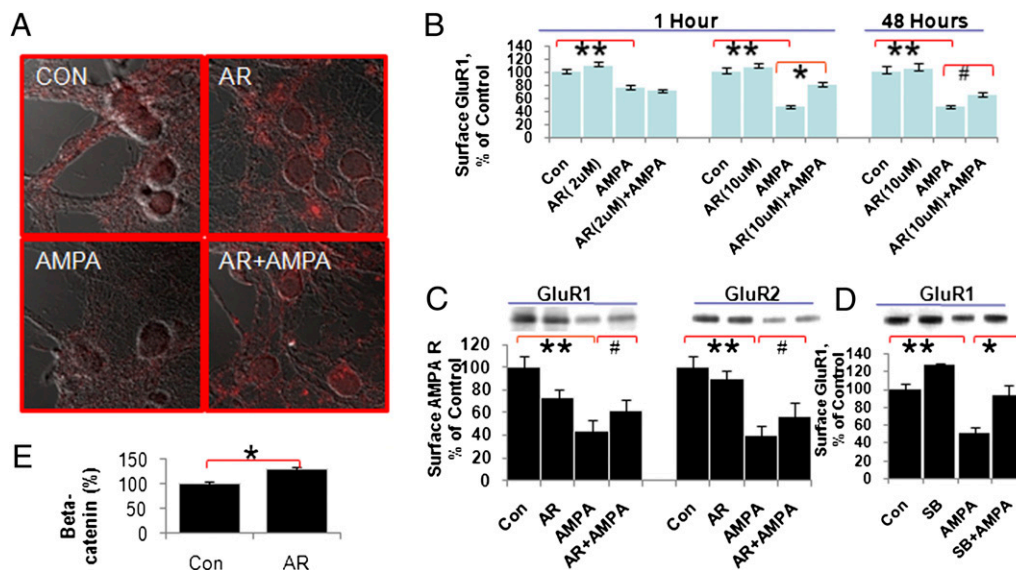 A
CON
AR
AMPA
AR+AMPA
B
1 Hour
48 Hours
Surface GluR1,
% of Control
140
120
100
80
60
40
20
0
**
**
*
**
#
Con
AR(2uM)
AMPA
AR(2uM)+AMPA
Con
AR(10uM)
AMPA
AR(10uM)+AMPA
Con
AR(10uM)
AMPA
AR(10uM)+AMPA
C
GluR1
GluR2
Surface AMPA R
% of Control
120
100
80
60
40
20
0
**
#
**
#
Con
AR
AMPA
AR+AMPA
Con
AR
AMPA
AR+AMPA
D
GluR1
Surface GluR1,
% of Control
140
120
100
80
60
40
20
0
**
*
Con
SB
AMPA
SB+AMPA
E
Beta-
catenin (%)
150
100
50
0
*
Con
AR